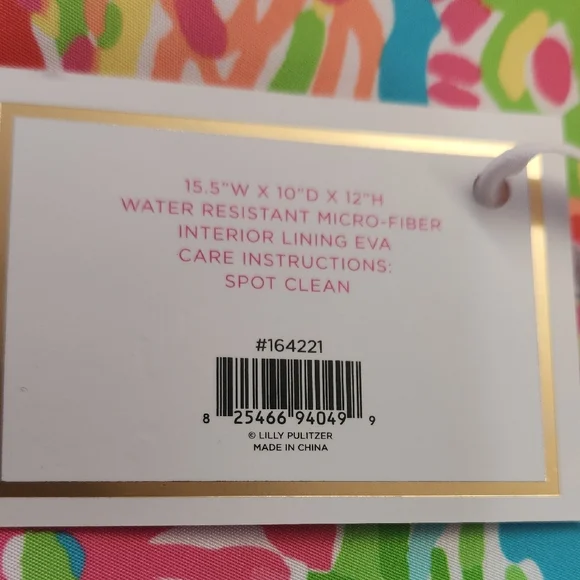 15.5"W X 10"D X 12"H
WATER RESISTANT MICRO-FIBER
INTERIOR LINING EVA
CARE INSTRUCTIONS:
SPOT CLEAN
#164221
8 25466 94049 9
© LILLY PULITZER
MADE IN CHINA